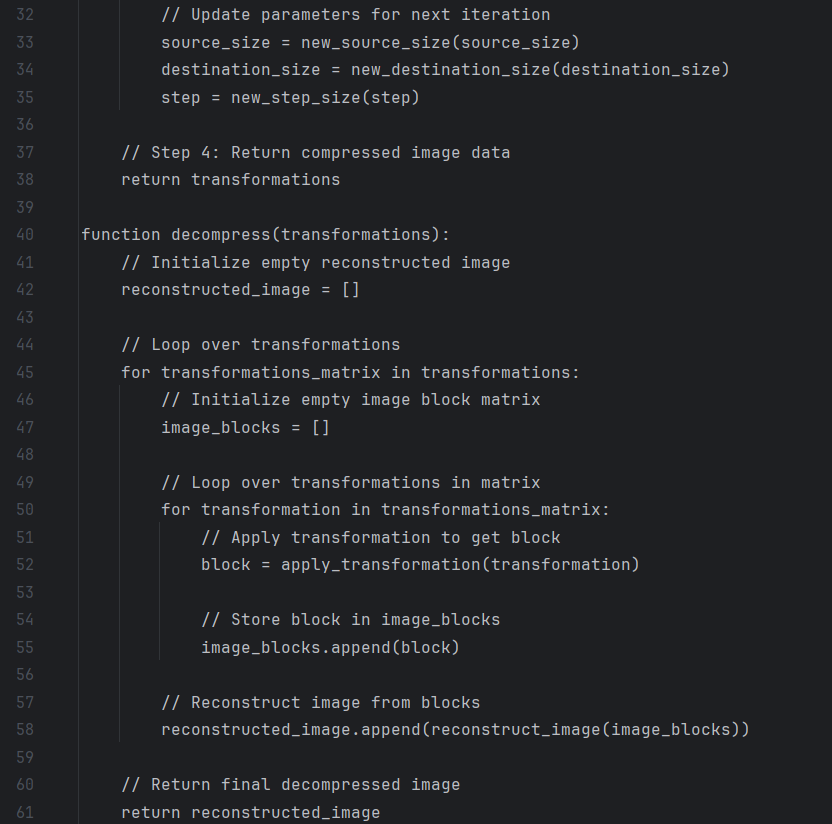 32 // Update parameters for next iteration
33 source_size = new_source_size(source_size)
34 destination_size = new_destination_size(destination_size)
35 step = new_step_size(step)
36
37 // Step 4: Return compressed image data
38 return transformations
39
40 function decompress(transformations):
41 // Initialize empty reconstructed image
42 reconstructed_image = []
43
44 // Loop over transformations
45 for transformations_matrix in transformations:
46 // Initialize empty image block matrix
47 image_blocks = []
48
49 // Loop over transformations in matrix
50 for transformation in transformations_matrix:
51 // Apply transformation to get block
52 block = apply_transformation(transformation)
53
54 // Store block in image_blocks
55 image_blocks.append(block)
56
57 // Reconstruct image from blocks
58 reconstructed_image.append(reconstruct_image(image_blocks))
59
60 // Return final decompressed image
61 return reconstructed_image